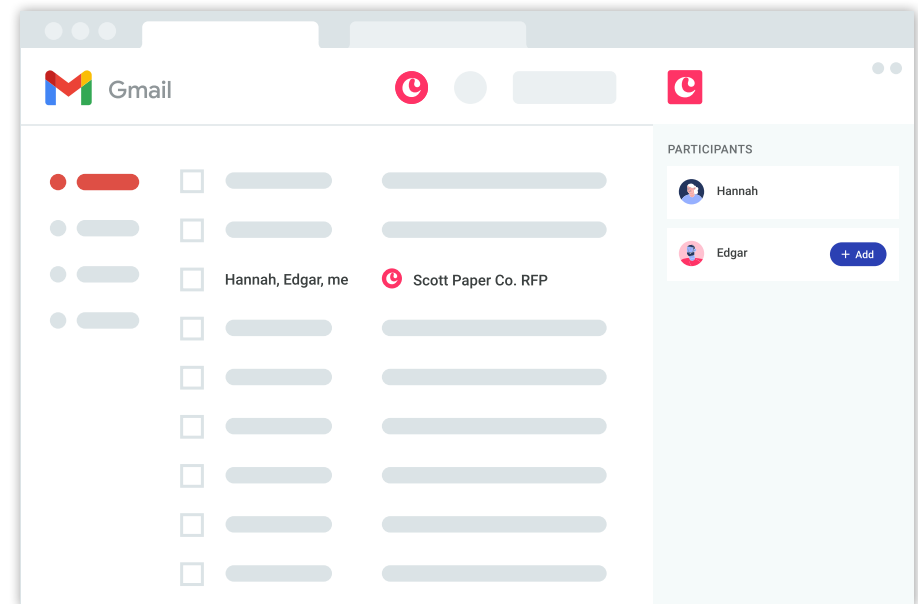 Gmail
PARTICIPANTS
Hannah
Edgar
+ Add
Hannah, Edgar, me
Scott Paper Co. RFP